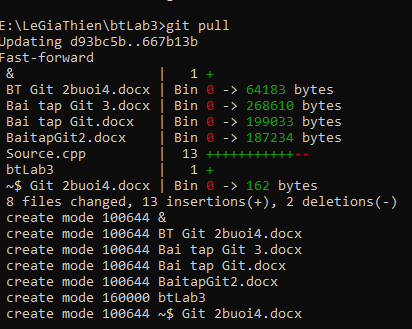 E:\LeGiaThien\btLab3>git pull
Updating d93bc5b..667b13b
Fast-forward
& | 1 +
BT Git 2buoi4.docx | Bin 0 -> 64183 bytes
Bai tap Git 3.docx | Bin 0 -> 268610 bytes
Bai tap Git.docx | Bin 0 -> 199033 bytes
BaitapGit2.docx | Bin 0 -> 187234 bytes
Source.cpp | 13 +++++++++++--
btLab3 | 1 +
~$ Git 2buoi4.docx | Bin 0 -> 162 bytes
8 files changed, 13 insertions(+), 2 deletions(-)
create mode 100644 &
create mode 100644 BT Git 2buoi4.docx
create mode 100644 Bai tap Git 3.docx
create mode 100644 Bai tap Git.docx
create mode 100644 BaitapGit2.docx
create mode 160000 btLab3
create mode 100644 ~$ Git 2buoi4.docx